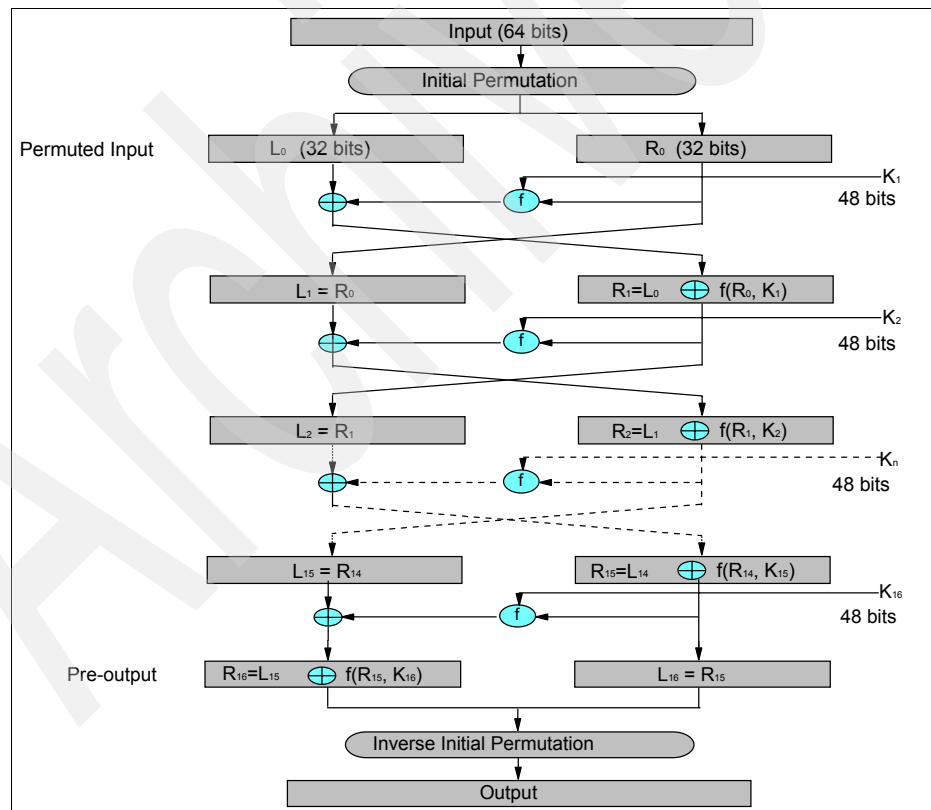 Input (64 bits)
Initial Permutation
Permuted Input
L₀ (32 bits)
R₀ (32 bits)
K₁
f
48 bits
L₁ = R₀
R₁=L₀ ⊕ f(R₀, K₁)
K₂
f
48 bits
L₂ = R₁
R₂=L₁ ⊕ f(R₁, K₂)
Kₙ
f
48 bits
L₁₅ = R₁₄
R₁₅=L₁₄ ⊕ f(R₁₄, K₁₅)
K₁₆
f
48 bits
Pre-output
R₁₆=L₁₅ ⊕ f(R₁₅, K₁₆)
L₁₆ = R₁₅
Inverse Initial Permutation
Output
Archive